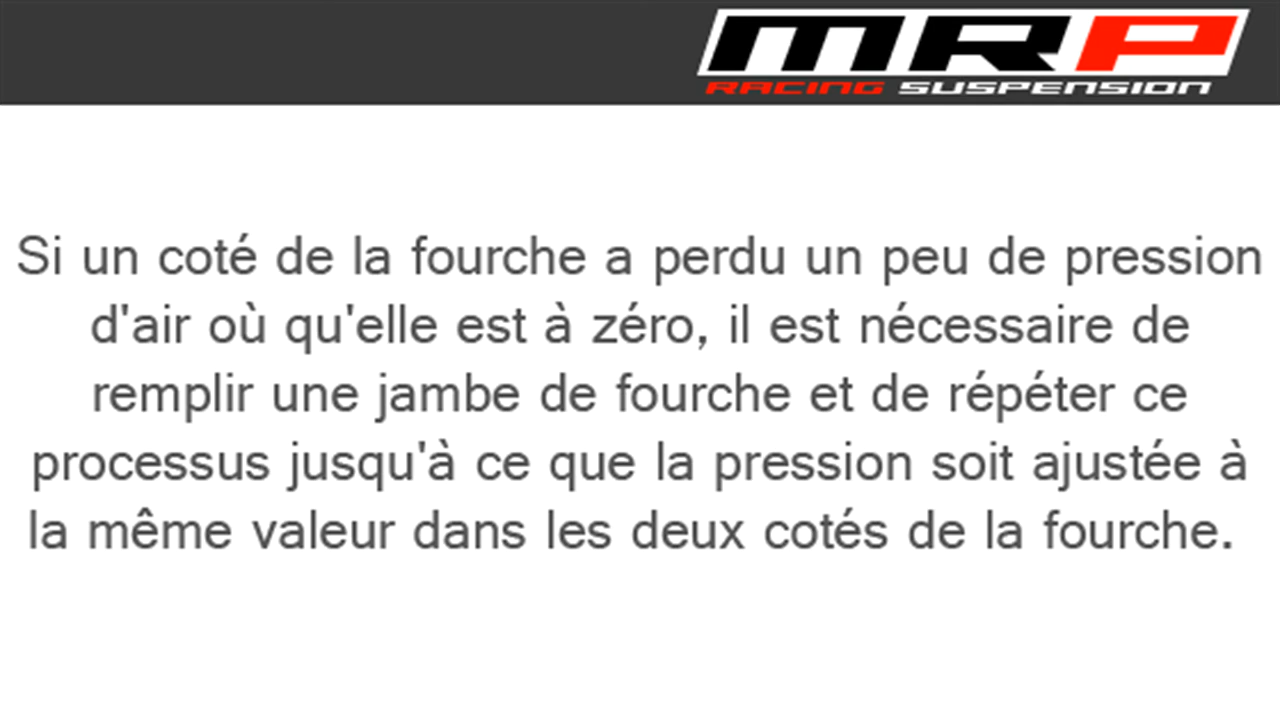 MRP
RACING SUSPENSION
Si un coté de la fourche a perdu un peu de pression
d'air où qu'elle est à zéro, il est nécessaire de
remplir une jambe de fourche et de répéter ce
processus jusqu'à ce que la pression soit ajustée à
la même valeur dans les deux cotés de la fourche.